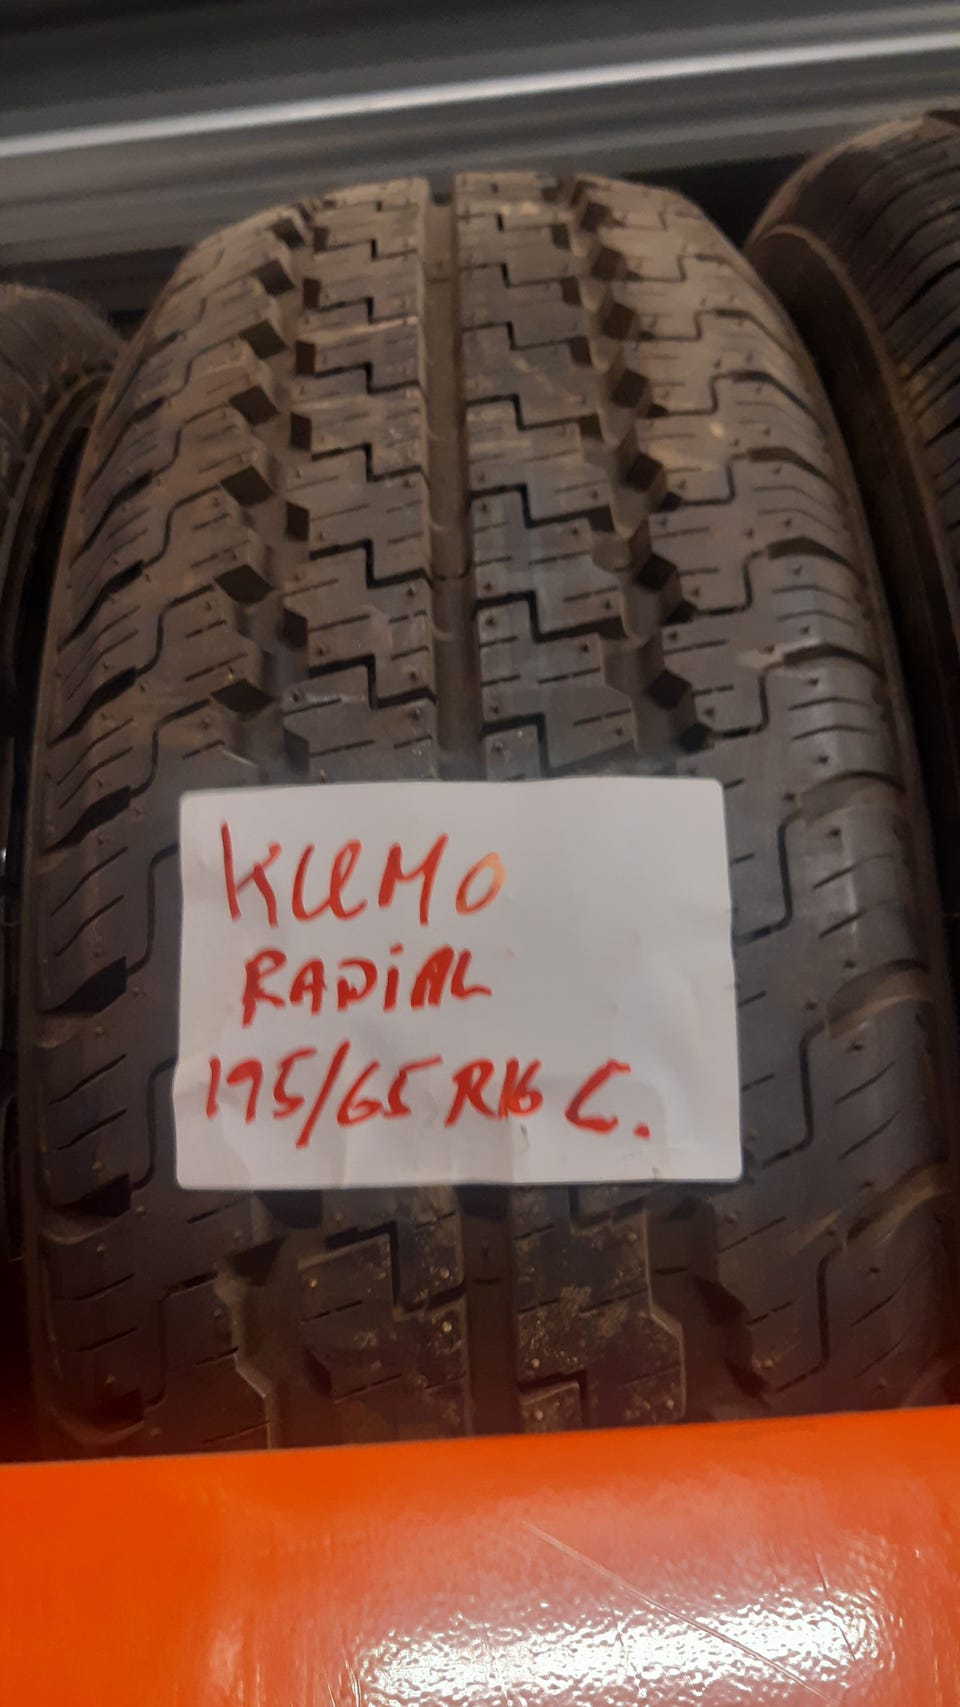 KUMO
RADiAL
195/65 R16 C.